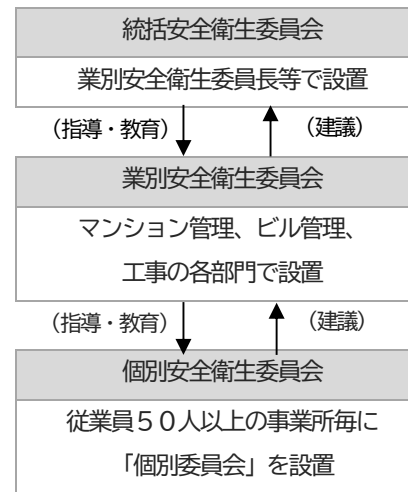 統括安全衛生委員会
業別安全衛生委員長等で設置
（指導・教育） （建議）
業別安全衛生委員会
マンション管理、ビル管理、
工事の各部門で設置
（指導・教育） （建議）
個別安全衛生委員会
従業員５０人以上の事業所毎に
「個別委員会」を設置